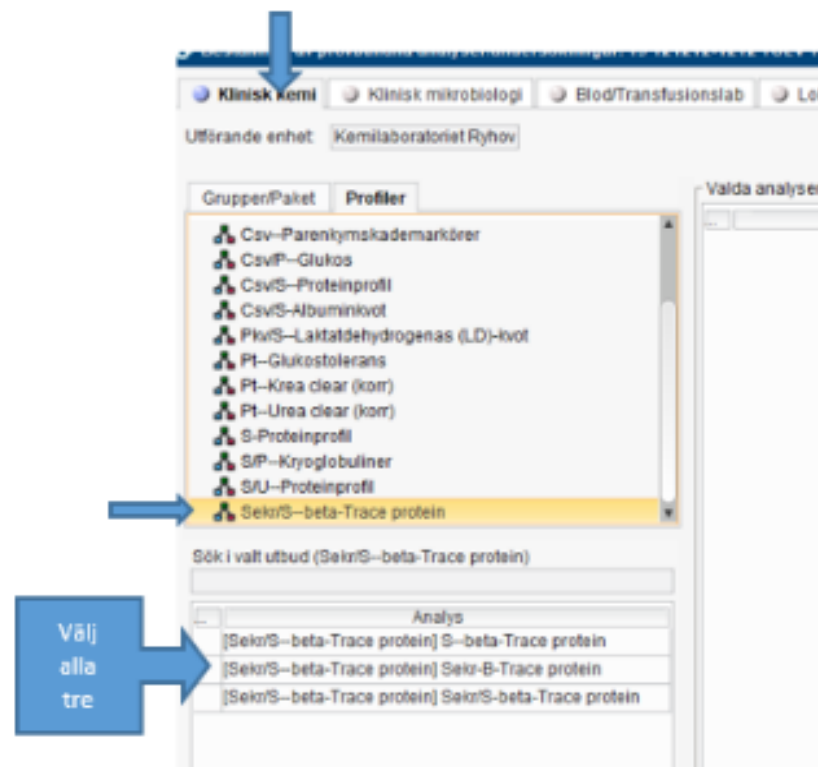 Klinisk kemi Klinisk mikrobiologi Blod/Transfusionslab
Utförande enhet Kemilaboratoriet Ryhov
Grupper/Paket Profiler
Valda analyser
Csv--Parenkymskademarkörer
Csv/P--Glukos
Csv/S--Proteinprofil
Csv/S-Albuminkvot
Pkv/S--Laktatdehydrogenas (LD)-kvot
Pt--Glukostolerans
Pt--Krea clear (korr)
Pt--Urea clear (korr)
S-Proteinprofil
S/P--Kryoglobuliner
S/U--Proteinprofil
Sekr/S--beta-Trace protein
Sök i valt utbud (Sekr/S--beta-Trace protein)
... Analys
[Sekr/S--beta-Trace protein] S--beta-Trace protein
[Sekr/S--beta-Trace protein] Sekr-B-Trace protein
[Sekr/S--beta-Trace protein] Sekr/S-beta-Trace protein
Välj
alla
tre